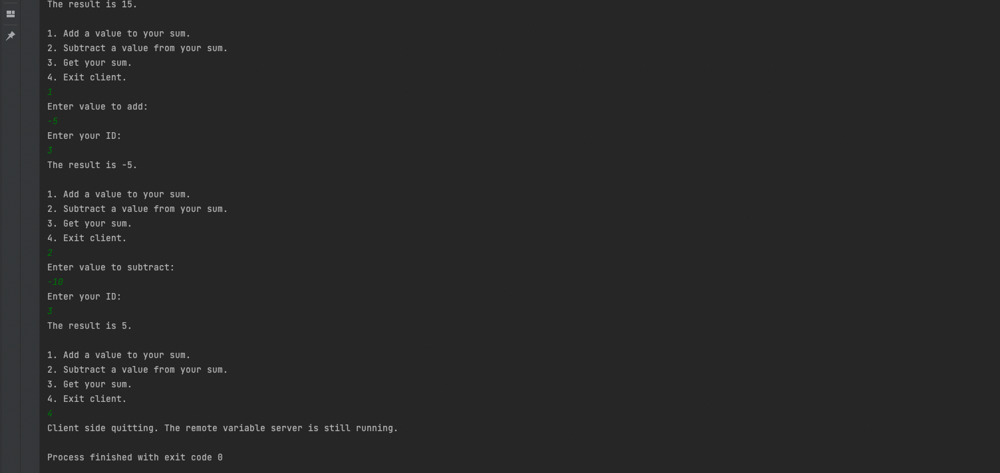 The result is 15.
1. Add a value to your sum.
2. Subtract a value from your sum.
3. Get your sum.
4. Exit client.
1
Enter value to add:
-5
Enter your ID:
3
The result is -5.
1. Add a value to your sum.
2. Subtract a value from your sum.
3. Get your sum.
4. Exit client.
2
Enter value to subtract:
-10
Enter your ID:
3
The result is 5.
1. Add a value to your sum.
2. Subtract a value from your sum.
3. Get your sum.
4. Exit client.
4
Client side quitting. The remote variable server is still running.
Process finished with exit code 0